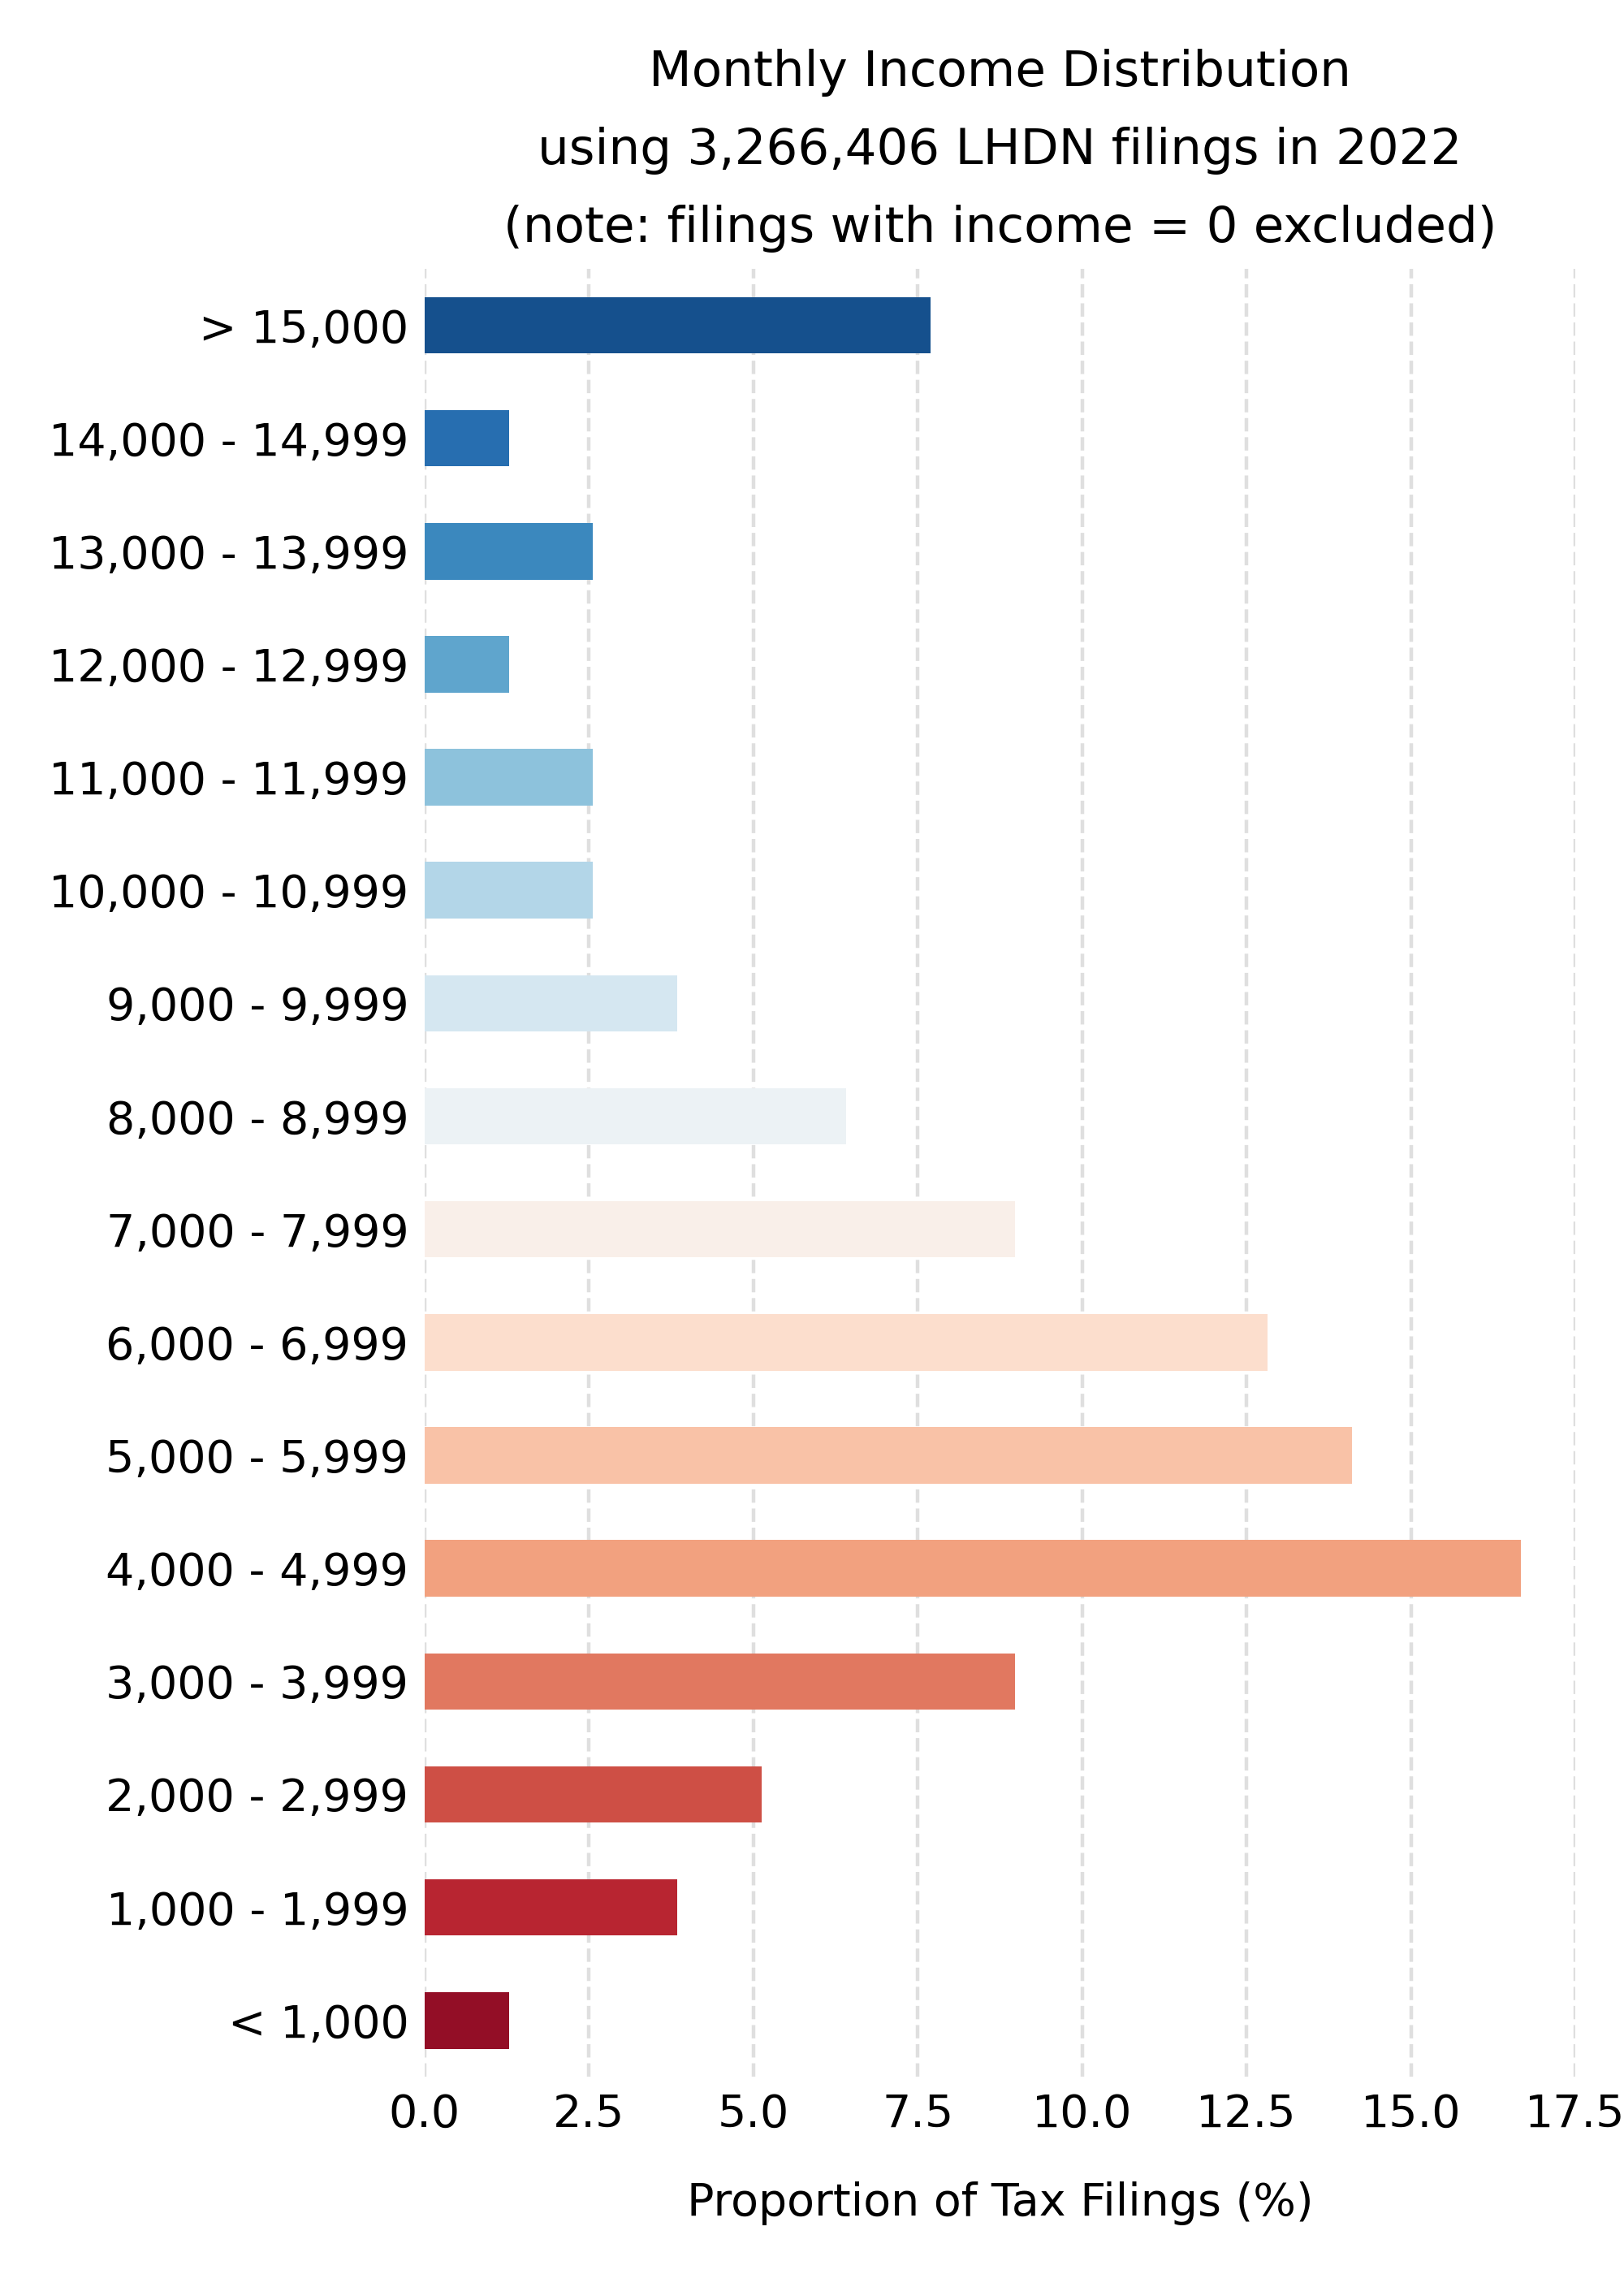 Monthly Income Distribution
using 3,266,406 LHDN filings in 2022
(note: filings with income = 0 excluded)
> 15,000
14,000 - 14,999
13,000 - 13,999
12,000 - 12,999
11,000 - 11,999
10,000 - 10,999
9,000 - 9,999
8,000 - 8,999
7,000 - 7,999
6,000 - 6,999
5,000 - 5,999
4,000 - 4,999
3,000 - 3,999
2,000 - 2,999
1,000 - 1,999
< 1,000
0.0 2.5 5.0 7.5 10.0 12.5 15.0 17.5
Proportion of Tax Filings (%)